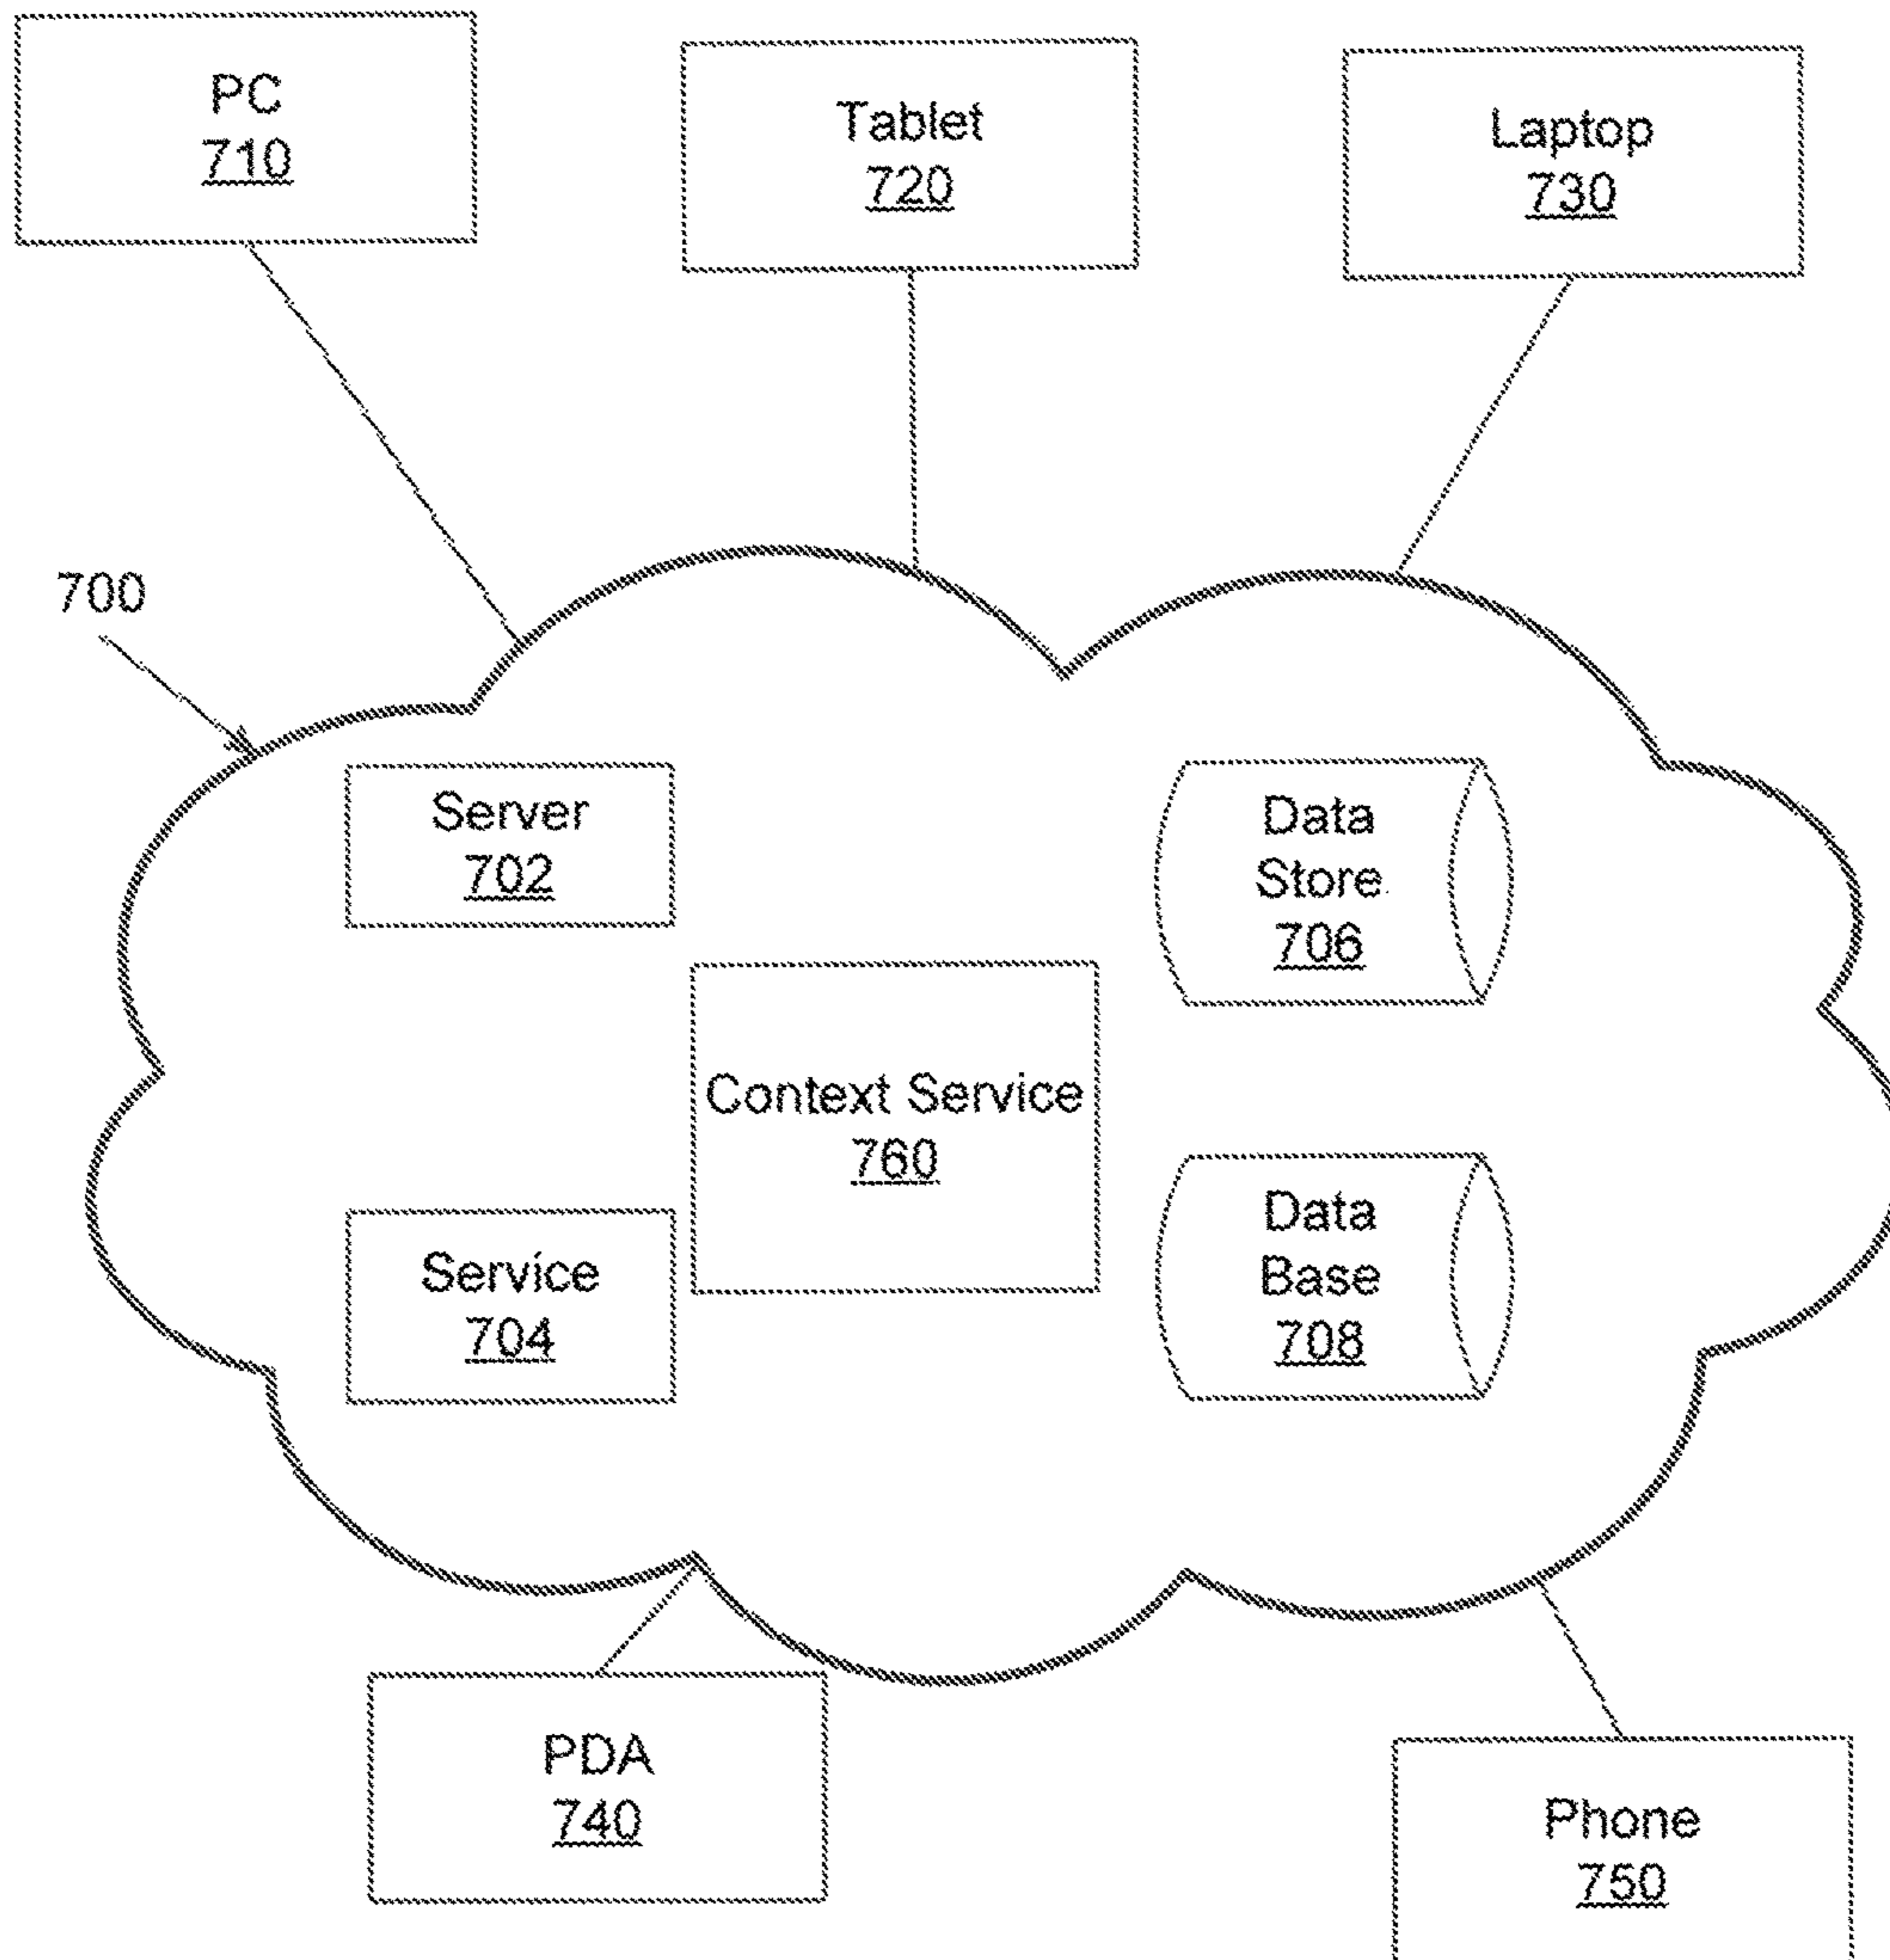 PC
710
Tablet
720
Laptop
730
700
Server
702
Data
Store
706
Context Service
760
Service
704
Data
Base
708
PDA
740
Phone
750